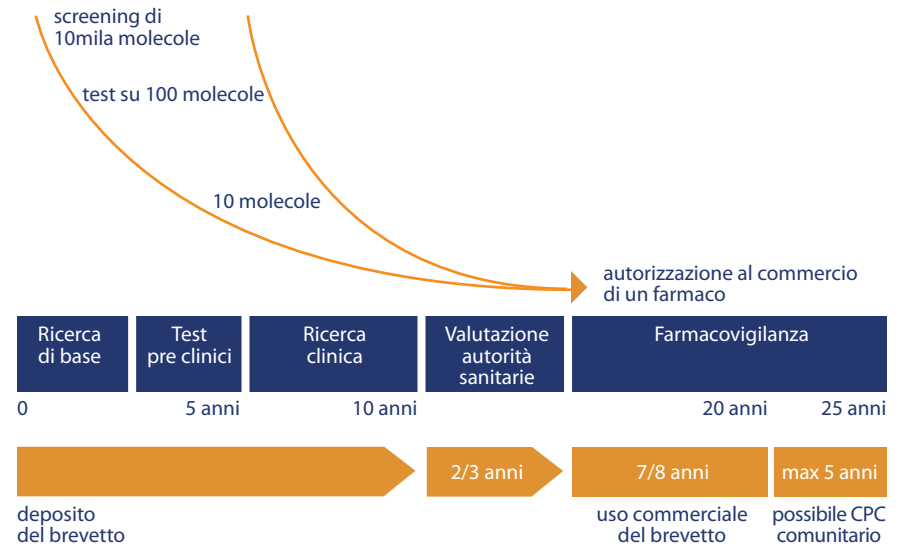 screening di
10mila molecole
test su 100 molecole
10 molecole
autorizzazione al commercio
di un farmaco
Ricerca
di base
Test
pre clinici
Ricerca
clinica
Valutazione
autorità
sanitarie
Farmacovigilanza
0
5 anni
10 anni
20 anni
25 anni
2/3 anni
7/8 anni
max 5 anni
deposito
del brevetto
uso commerciale
del brevetto
possibile CPC
comunitario